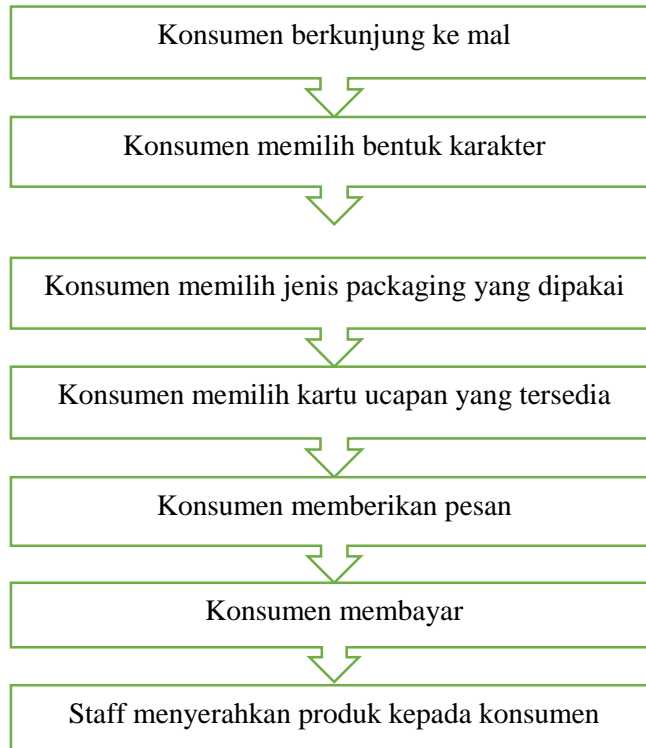 Konsumen berkunjung ke mal
Konsumen memilih bentuk karakter
Konsumen memilih jenis packaging yang dipakai
Konsumen memilih kartu ucapan yang tersedia
Konsumen memberikan pesan
Konsumen membayar
Staff menyerahkan produk kepada konsumen